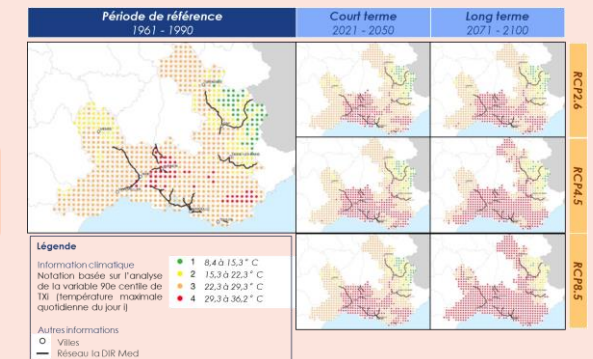 Période de référence
1961 - 1990
Court terme
2021 - 2050
Long terme
2071 - 2100
RCP2.6
RCP4.5
RCP8.5
Légende
Information climatique
Notation basée sur l'analyse
de la variable 90e centile de
TXi (température maximale
quotidienne du jour i)
1 8,4 à 15,3° C
2 15,3 à 22,3° C
3 22,3 à 29,3° C
4 29,3 à 36,2° C
Autres informations
Villes
Réseau la DIR Med